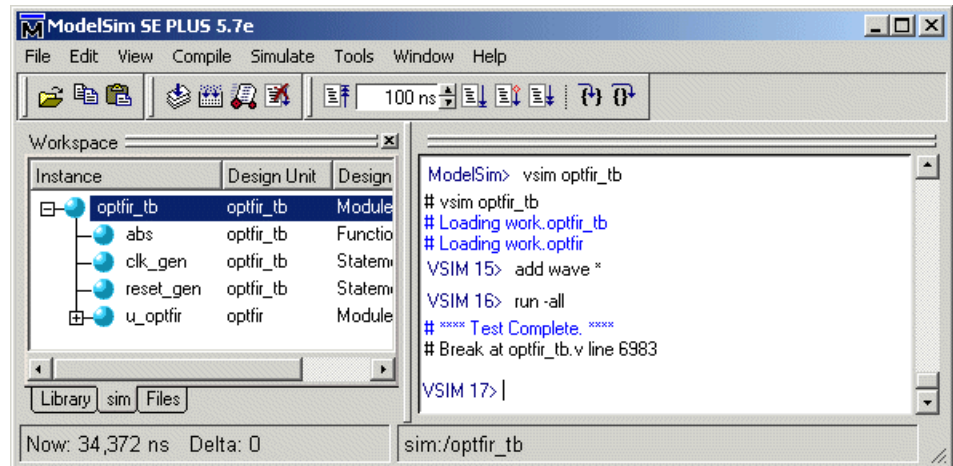 ModelSim SE PLUS 5.7e
File Edit View Compile Simulate Tools Window Help
100 ns
Workspace
Instance Design Unit Design
optfir_tb optfir_tb Module
abs optfir_tb Functio
clk_gen optfir_tb Statem
reset_gen optfir_tb Statem
u_optfir optfir Module
Library sim Files
ModelSim> vsim optfir_tb
# vsim optfir_tb
# Loading work.optfir_tb
# Loading work.optfir
VSIM 15> add wave *
VSIM 16> run -all
# **** Test Complete. ****
# Break at optfir_tb.v line 6983
VSIM 17>
Now: 34,372 ns Delta: 0
sim:/optfir_tb